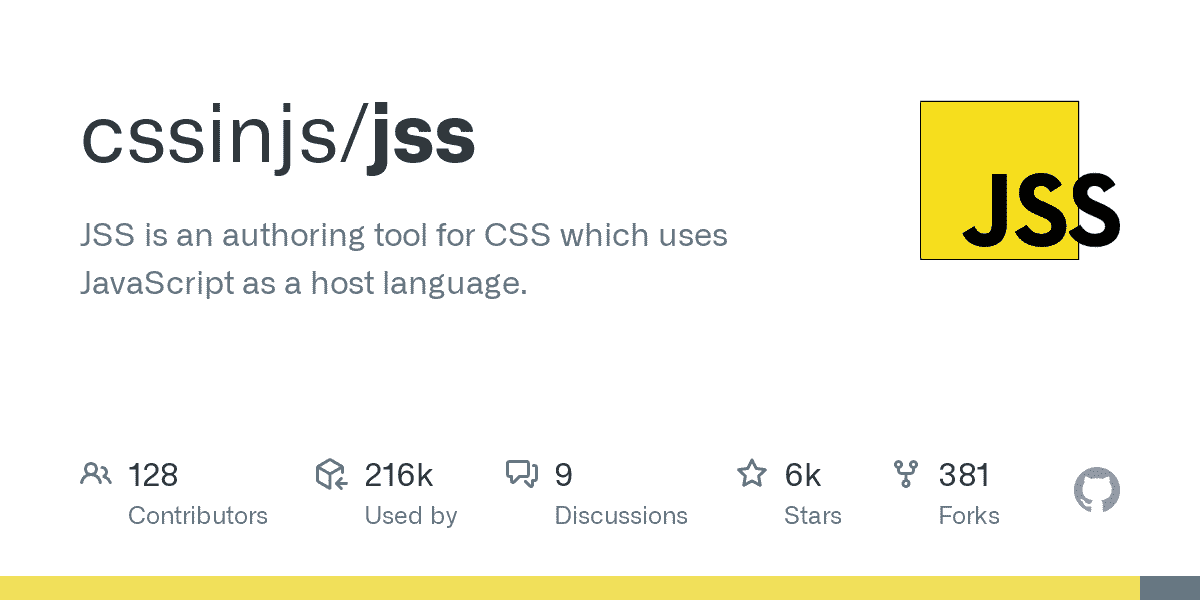 cssinjs/jss
JSS
JSS is an authoring tool for CSS which uses
JavaScript as a host language.
128
Contributors
216k
Used by
9
Discussions
6k
Stars
381
Forks